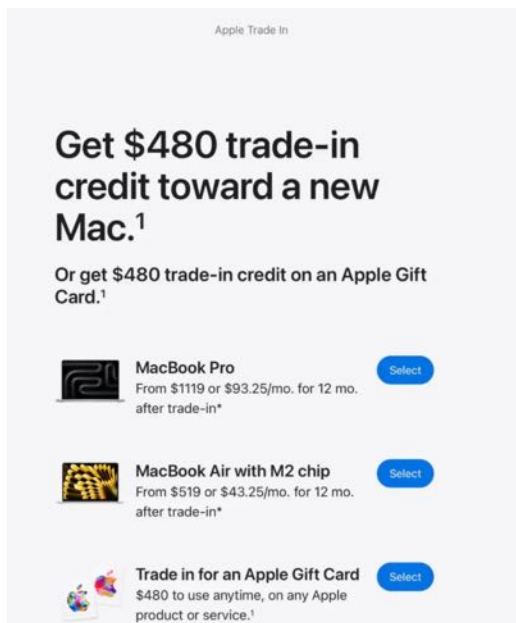 Apple Trade In
Get $480 trade-in
credit toward a new
Mac.¹
Or get $480 trade-in credit on an Apple Gift
Card.¹
MacBook Pro
From $1119 or $93.25/mo. for 12 mo.
after trade-in*
Select
MacBook Air with M2 chip
From $519 or $43.25/mo. for 12 mo.
after trade-in*
Select
Trade in for an Apple Gift Card
$480 to use anytime, on any Apple
product or service.¹
Select